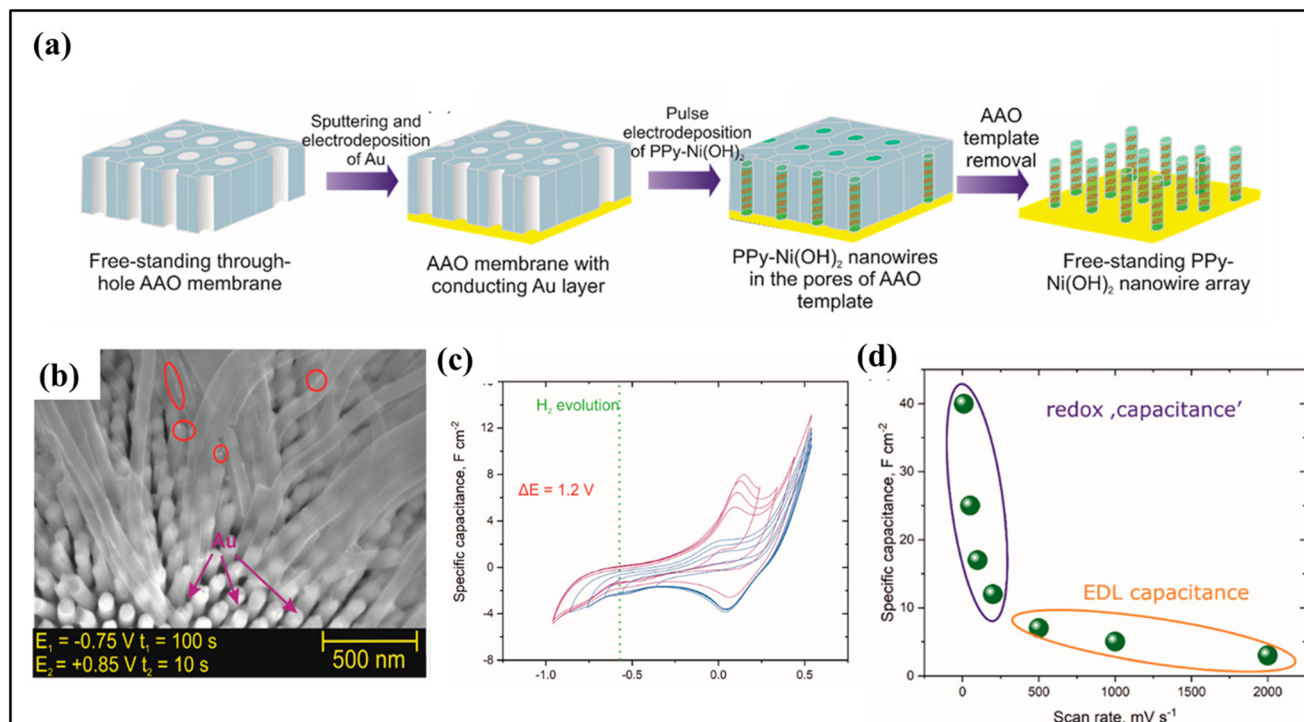 (a)
Sputtering and
electrodeposition
of Au
Pulse
electrodeposition
of PPy-Ni(OH)₂
AAO
template
removal
Free-standing through-
hole AAO membrane
AAO membrane with
conducting Au layer
PPy-Ni(OH)₂ nanowires
in the pores of AAO
template
Free-standing PPy-
Ni(OH)₂ nanowire array
(b)
Au
E₁ = -0.75 V t₁ = 100 s
E₂ = +0.85 V t₂ = 10 s
500 nm
(c)
H₂ evolution
ΔE = 1.2 V
Specific capacitance, F cm⁻²
12
8
4
0
-4
-8
-1.0
-0.5
0.0
0.5
(d)
redox ‚capacitance’
EDL capacitance
Specific capacitance, F cm⁻²
40
30
20
10
0
0
500
1000
1500
2000
Scan rate, mV s⁻¹